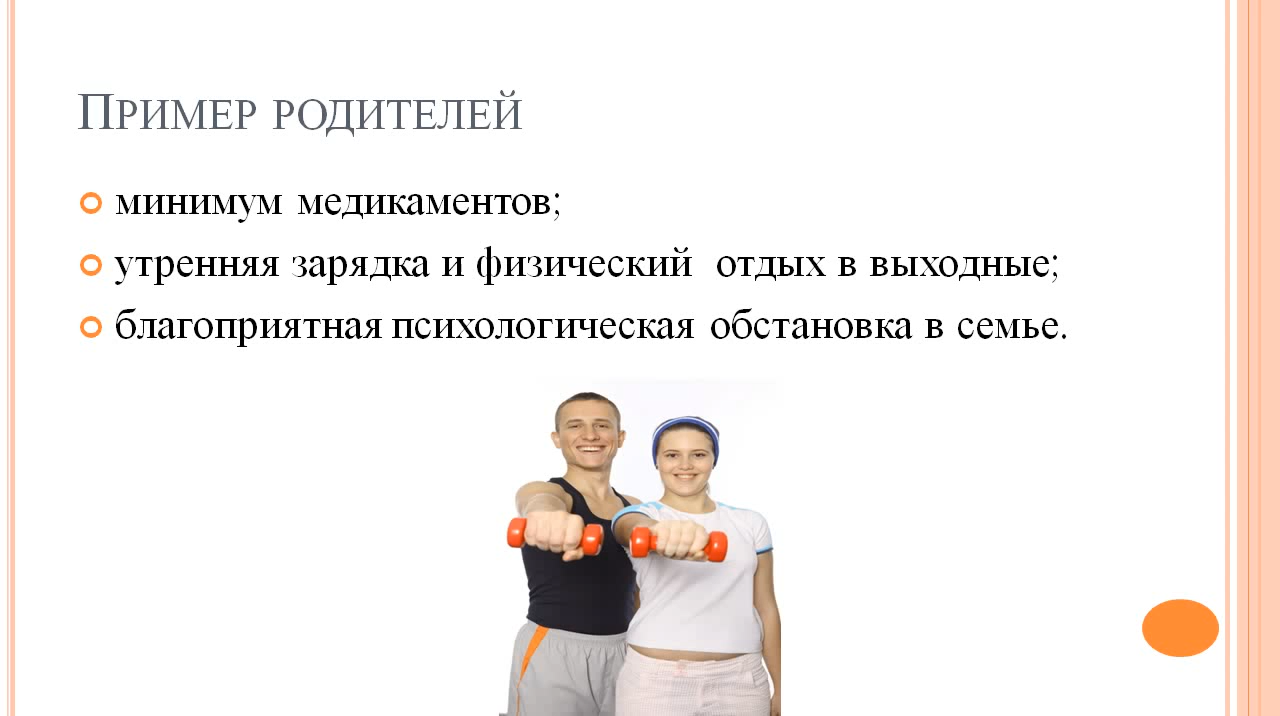 Пример родителей
минимум медикаментов;
утренняя зарядка и физический отдых в выходные;
благоприятная психологическая обстановка в семье.